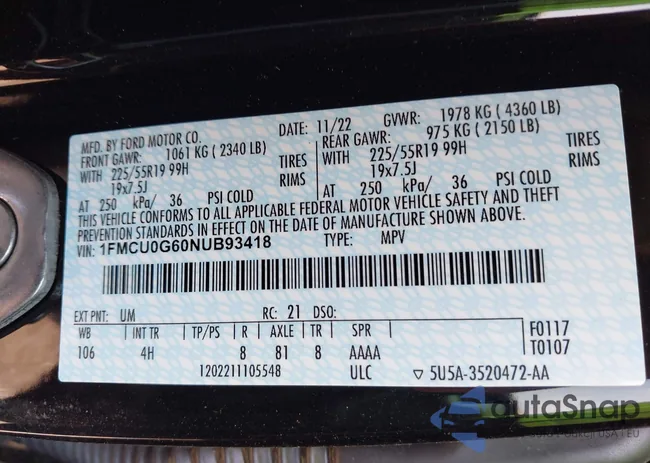 MFD. BY FORD MOTOR CO.
DATE: 11/22 GVWR: 1978 KG ( 4360 LB)
FRONT GAWR: 1061 KG ( 2340 LB)
REAR GAWR: 975 KG ( 2150 LB)
WITH 225/55R19 99H TIRES
WITH 225/55R19 99H TIRES
19x7.5J RIMS
19x7.5J RIMS
AT 250 kPa/ 36 PSI COLD
AT 250 kPa/ 36 PSI COLD
THIS VEHICLE CONFORMS TO ALL APPLICABLE FEDERAL MOTOR VEHICLE SAFETY AND THEFT
PREVENTION STANDARDS IN EFFECT ON THE DATE OF MANUFACTURE SHOWN ABOVE.
VIN: 1FMCU0G60NUB93418 TYPE: MPV
EXT PNT: UM RC: 21 DSO:
WB INT TR TP/PS R AXLE TR SPR
106 4H 8 81 8 AAAA
F0117
T0107
1202211105548 ULC ▽ 5U5A-3520472-AA
autoSnap